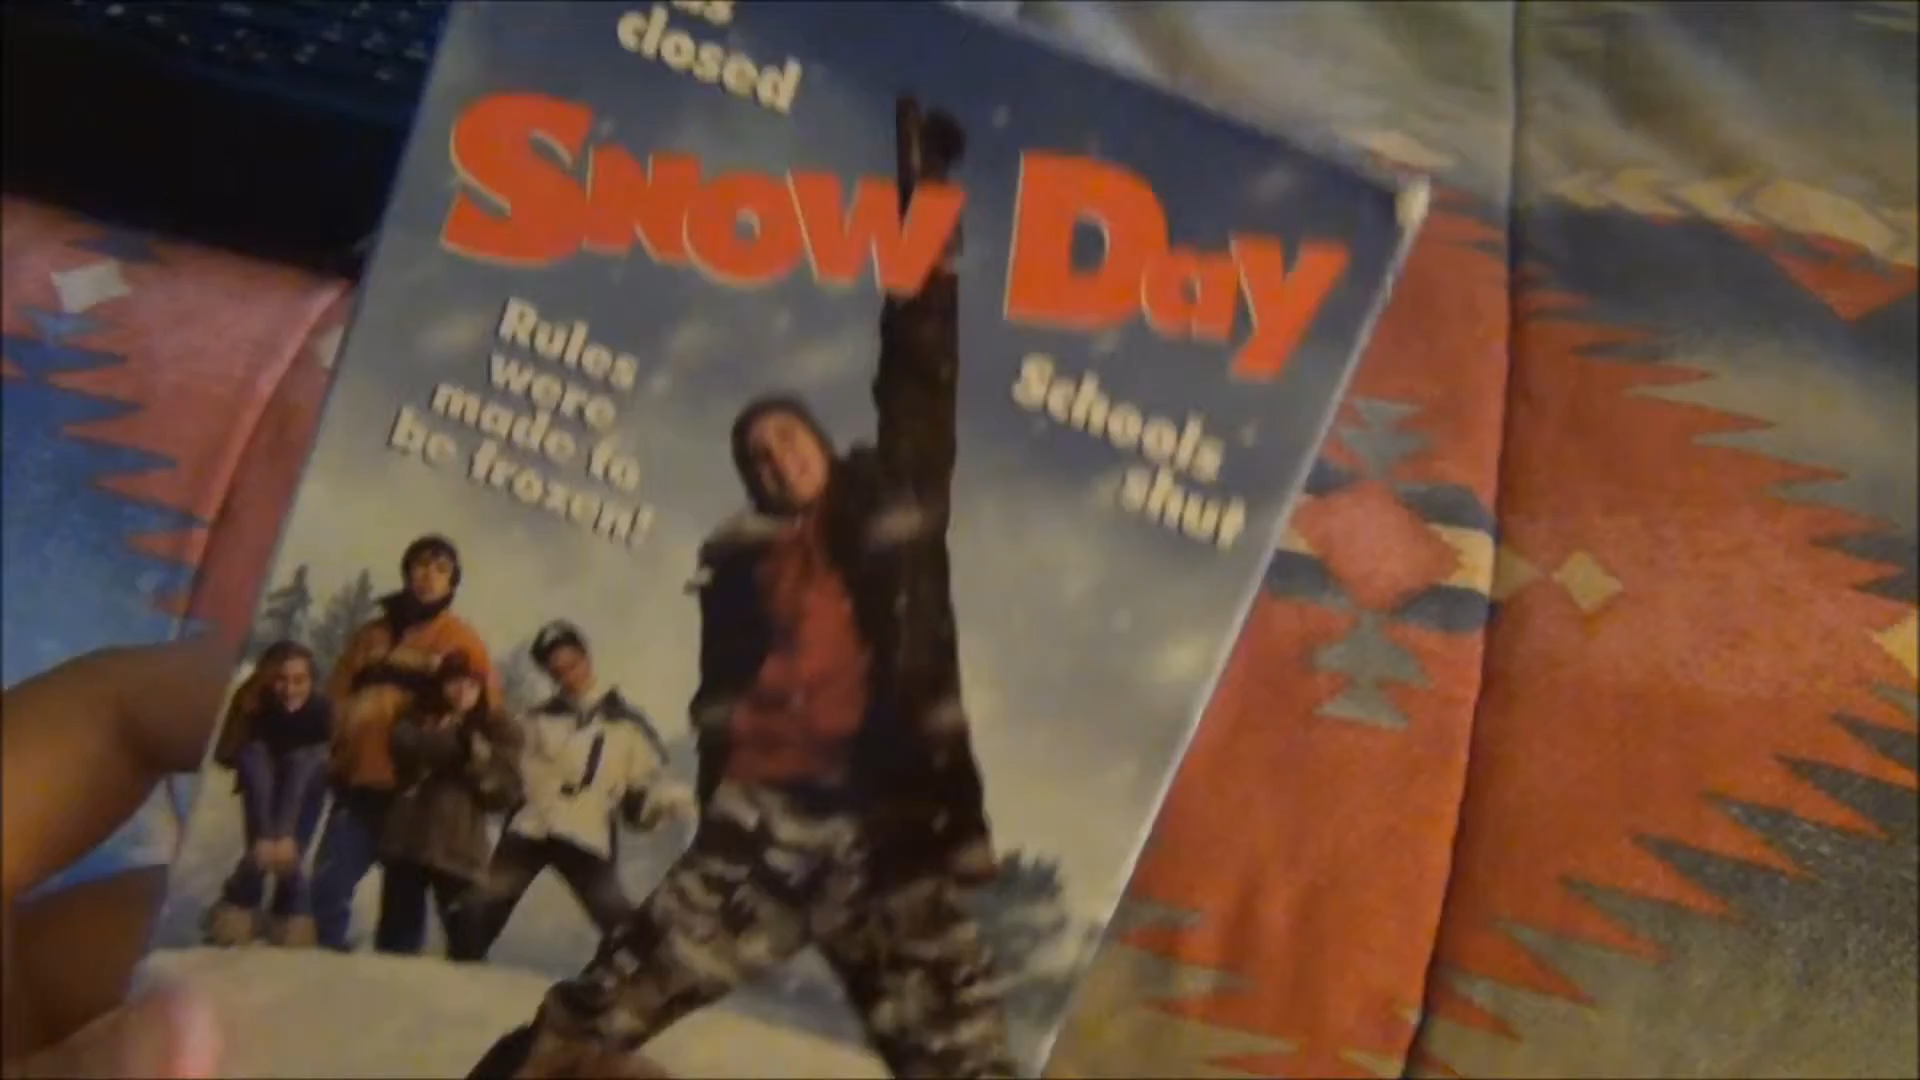 closed
Snow Day
Rules
were
made to
be frozen!
Schools
shut